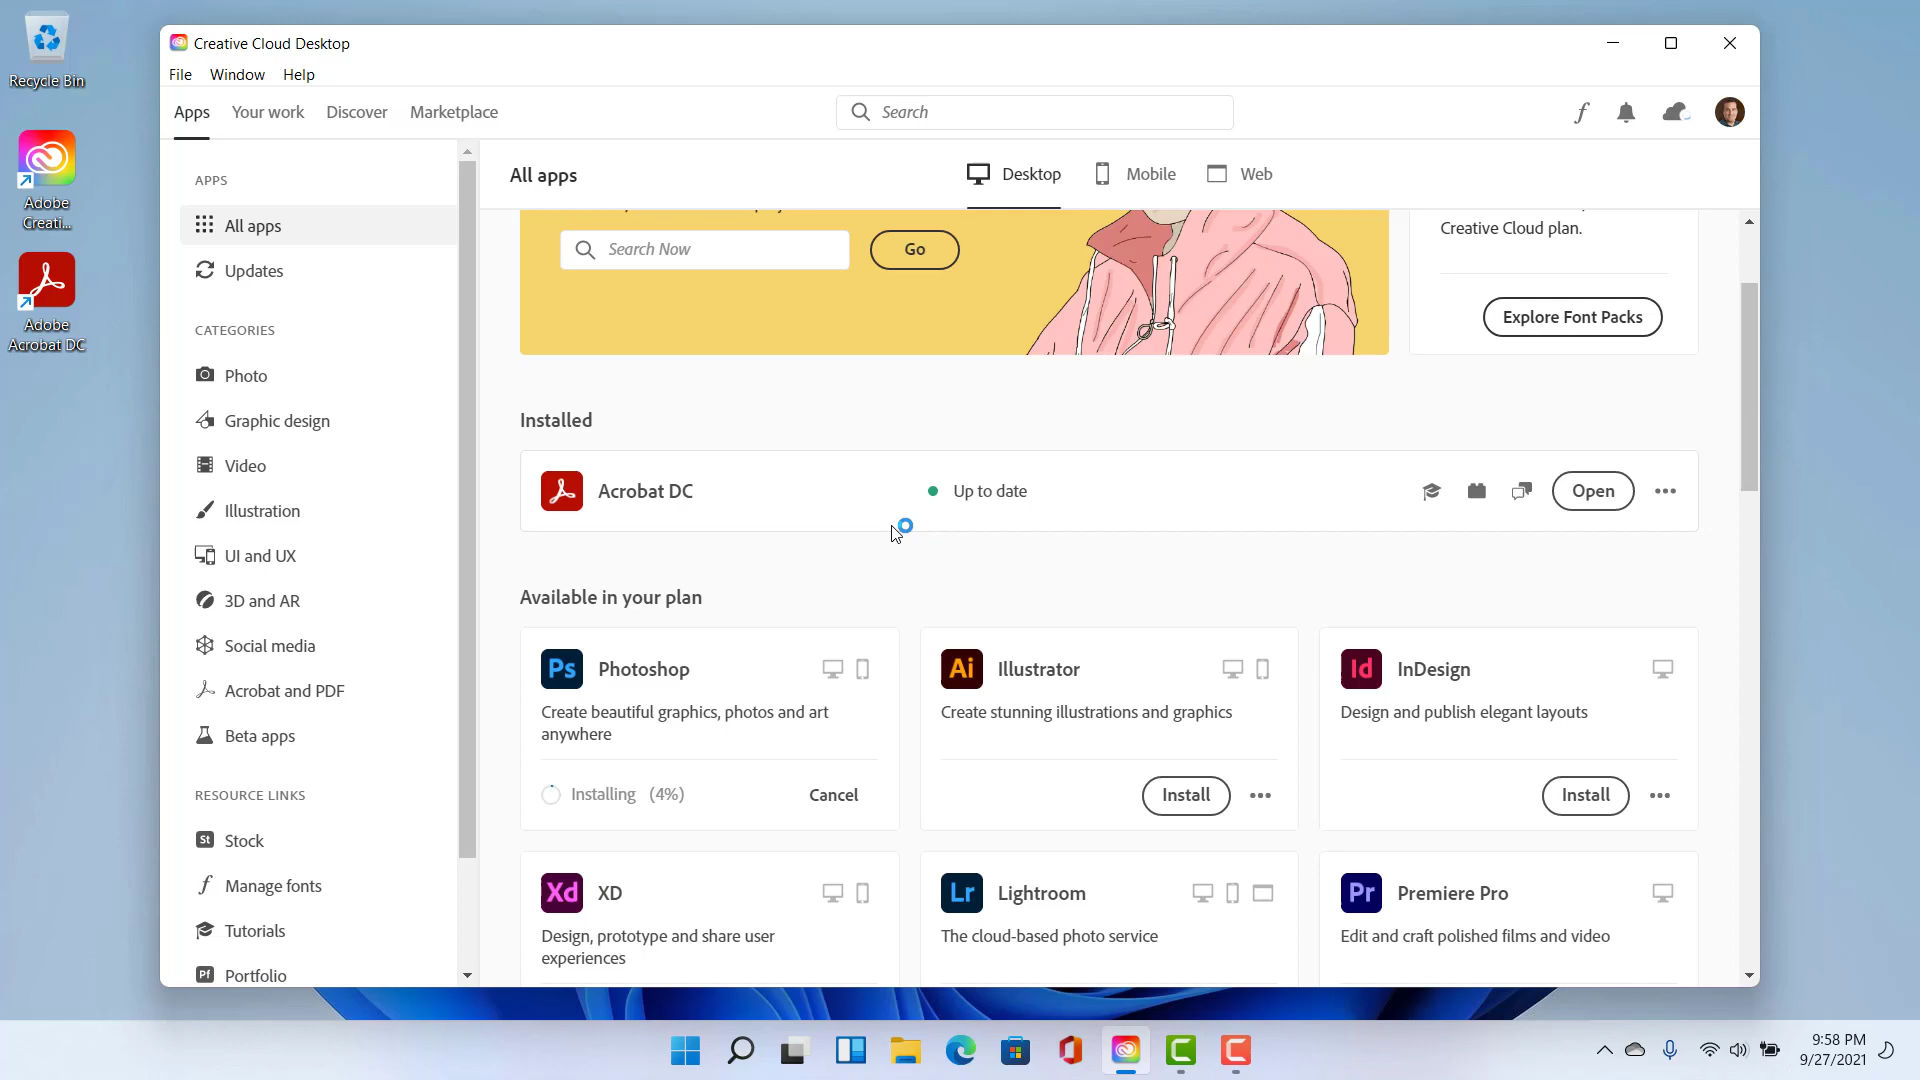 Recycle Bin
Adobe
Creati...
Adobe
Acrobat DC
Creative Cloud Desktop
File Window Help
Apps Your work Discover Marketplace
Search
APPS
All apps
Updates
CATEGORIES
Photo
Graphic design
Video
Illustration
UI and UX
3D and AR
Social media
Acrobat and PDF
Beta apps
RESOURCE LINKS
St Stock
Manage fonts
Tutorials
Pf Portfolio
All apps
Desktop Mobile Web
Search Now Go
Creative Cloud plan.
Explore Font Packs
Installed
Acrobat DC Up to date Open
Available in your plan
Ps Photoshop
Create beautiful graphics, photos and art
anywhere
Installing (4%) Cancel
Ai Illustrator
Create stunning illustrations and graphics
Install
Id InDesign
Design and publish elegant layouts
Install
Xd XD
Design, prototype and share user
experiences
Lr Lightroom
The cloud-based photo service
Pr Premiere Pro
Edit and craft polished films and video
9:58 PM
9/27/2021